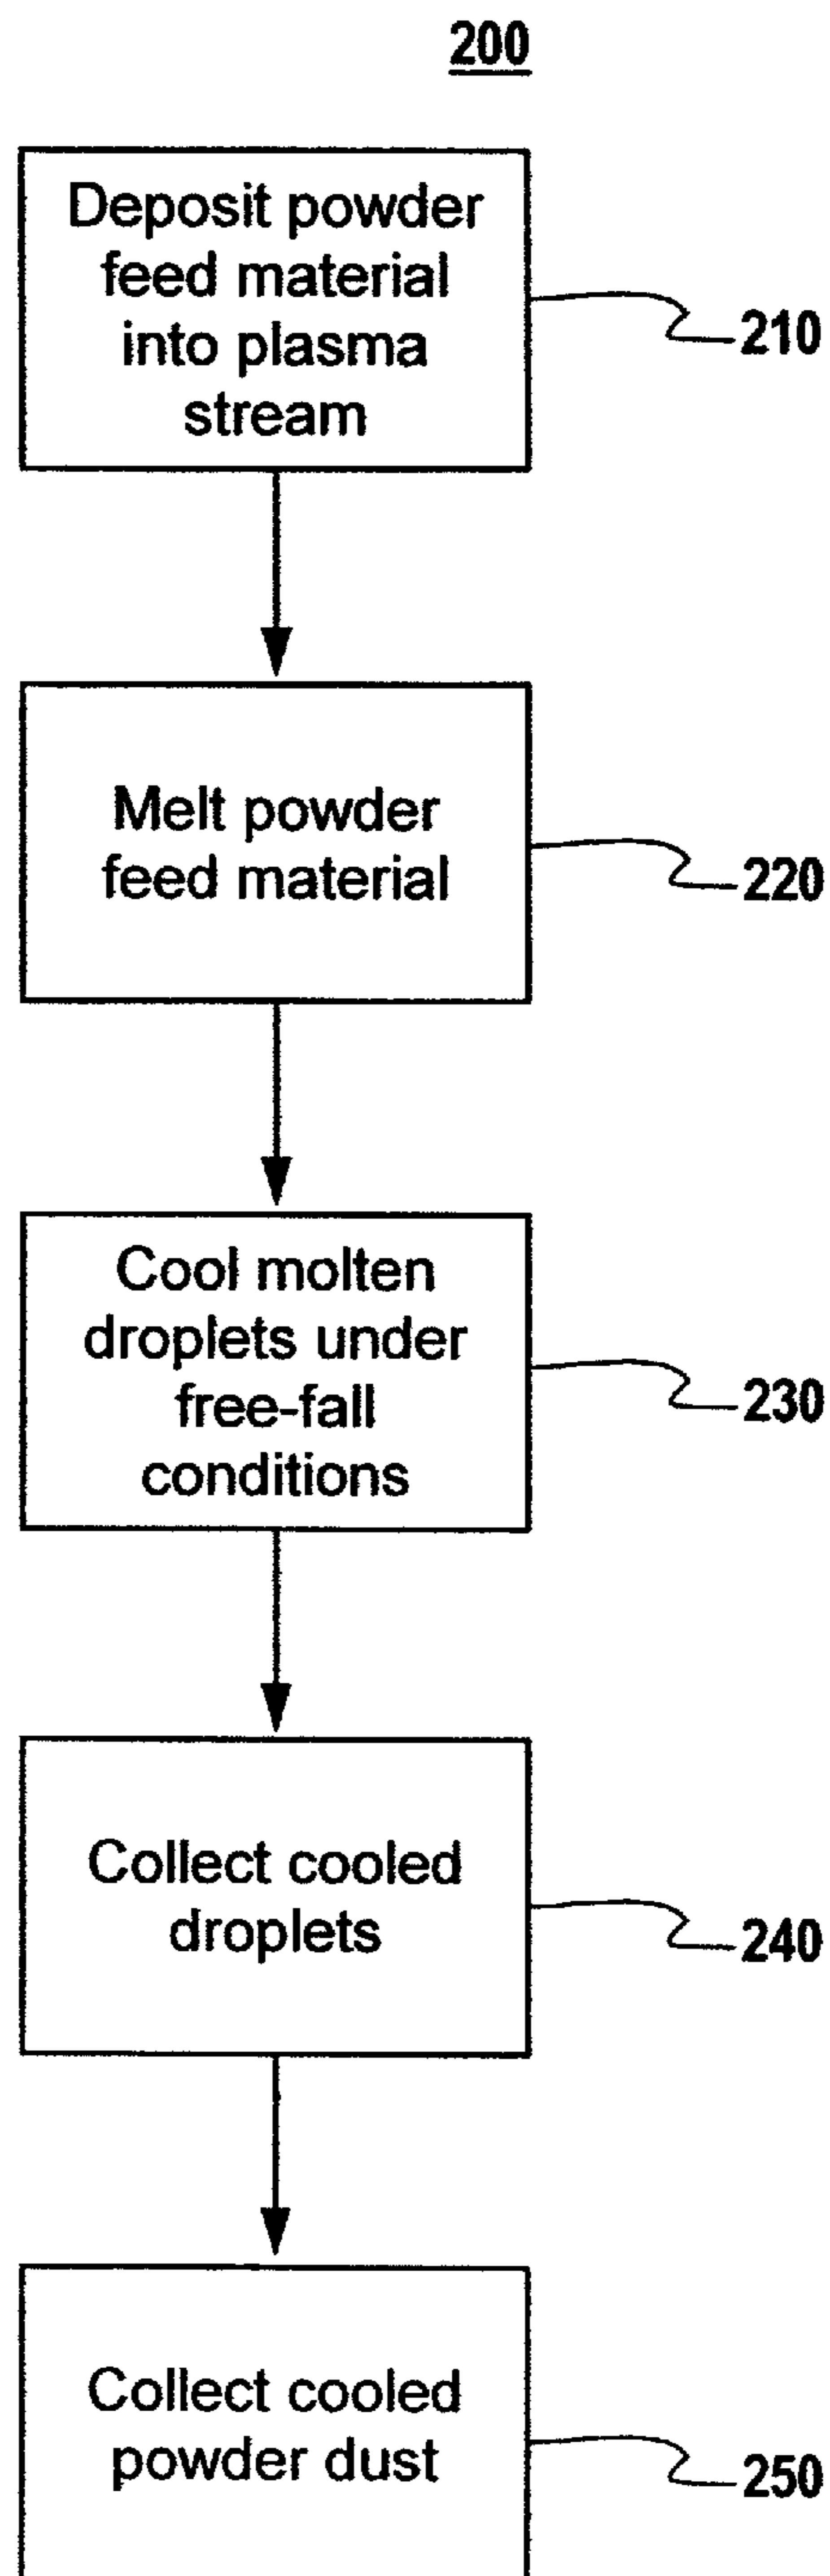 200
Deposit powder
feed material
into plasma
stream
210
Melt powder
feed material
220
Cool molten
droplets under
free-fall
conditions
230
Collect cooled
droplets
240
Collect cooled
powder dust
250